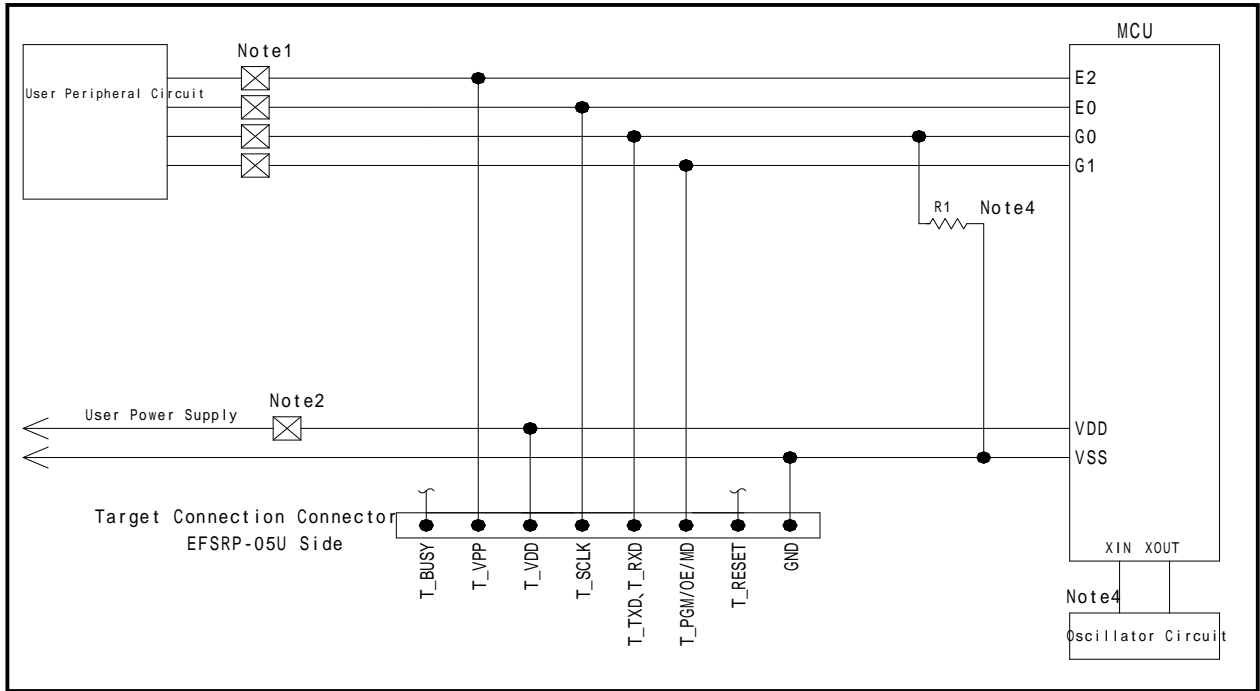 MCU
Note1
User Peripheral Circuit
E2
E0
G0
G1
R1
Note4
Note2
User Power Supply
VDD
VSS
Target Connection Connector
EFSRP-05U Side
T_BUSY
T_VPP
T_VDD
T_SCLK
T_TXD、T_RXD
T_PGM/OE/MD
T_RESET
GND
XIN XOUT
Note4
Oscillator Circuit